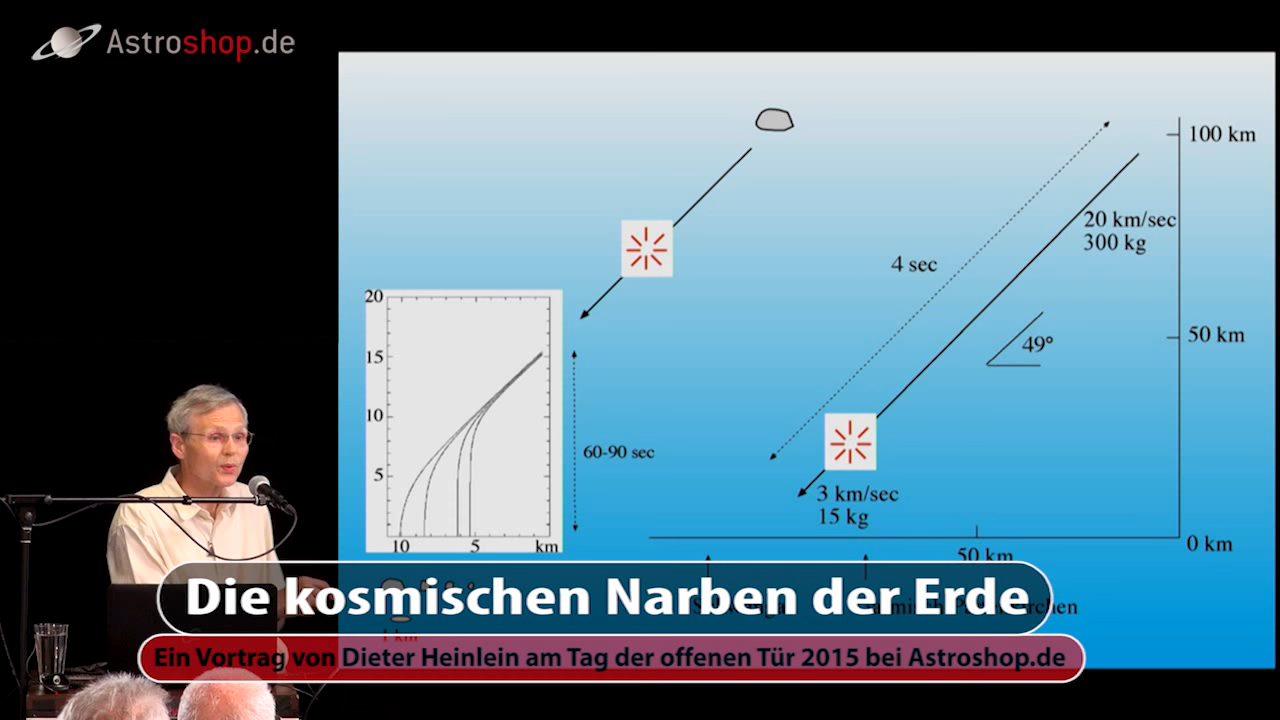 Astroshop.de
100 km
20 km/sec
300 kg
4 sec
50 km
49°
20
15
10
5
60-90 sec
3 km/sec
15 kg
10 5 km
0 km
50 km
1 km
Die kosmischen Narben der Erde
Ein Vortrag von Dieter Heinlein am Tag der offenen Tür 2015 bei Astroshop.de